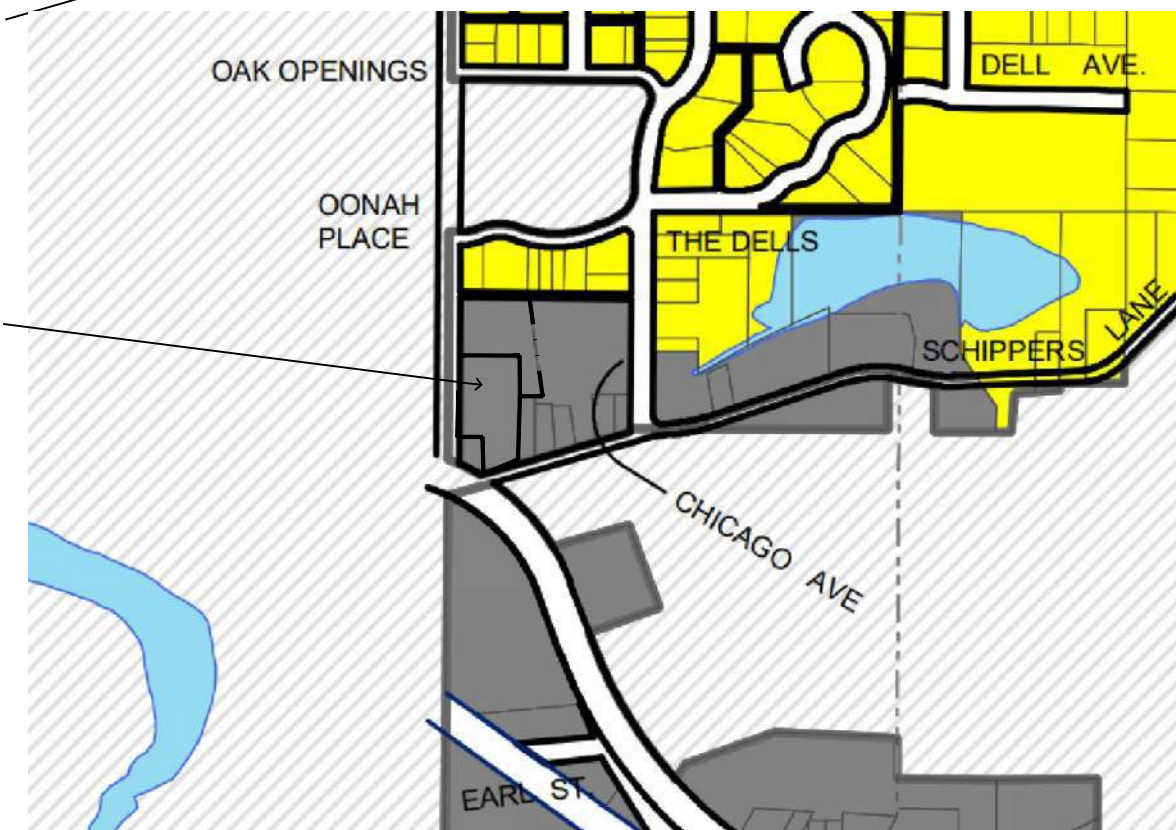 OAK OPENINGS
DELL AVE.
OONAH
PLACE
THE DELLS
SCHIPPERS LANE
CHICAGO AVE
EARL ST.